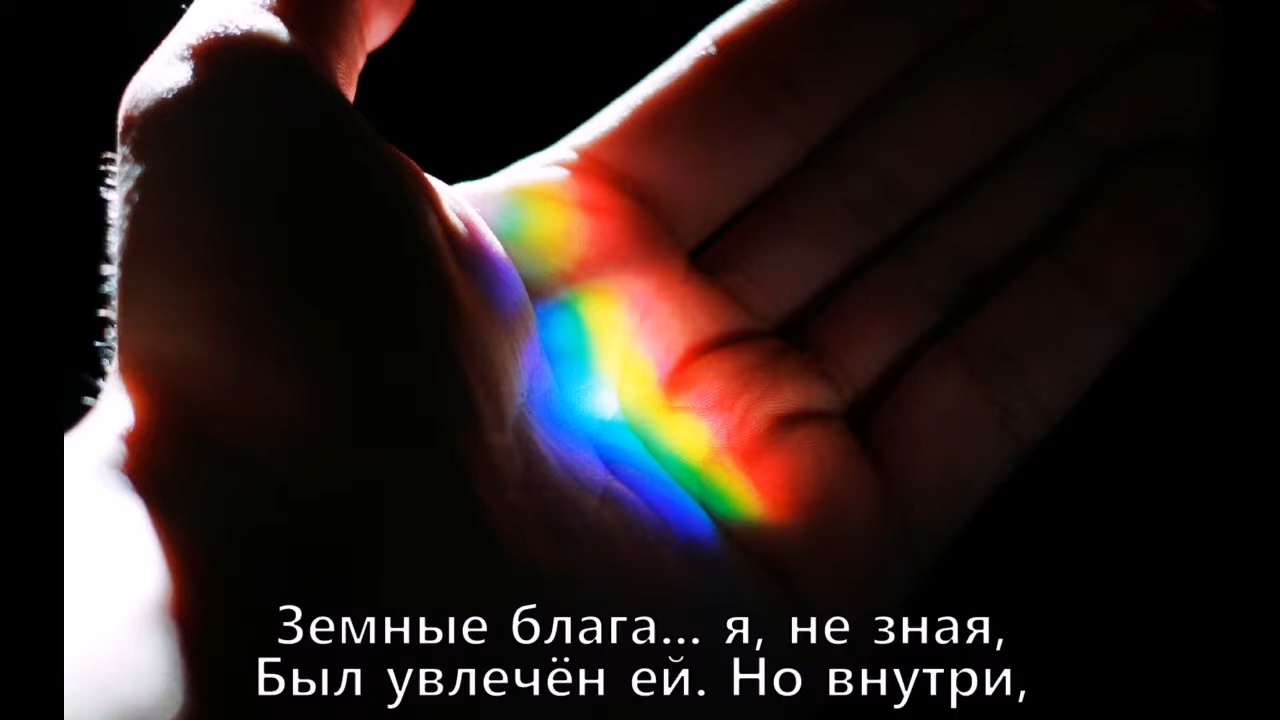 Земные блага... я, не зная,
Был увлечён ей. Но внутри,